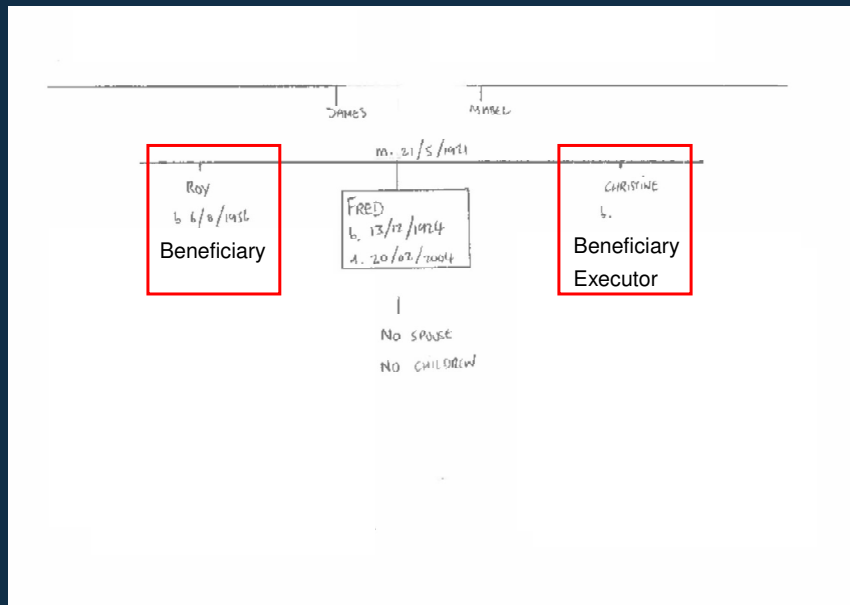 JAMES
MABEL
m. 21/5/1921
ROY
b 6/8/1956
Beneficiary
FRED
b. 13/12/1924
d. 20/02/2004
CHRISTINE
b.
Beneficiary
Executor
NO SPOUSE
NO CHILDREN